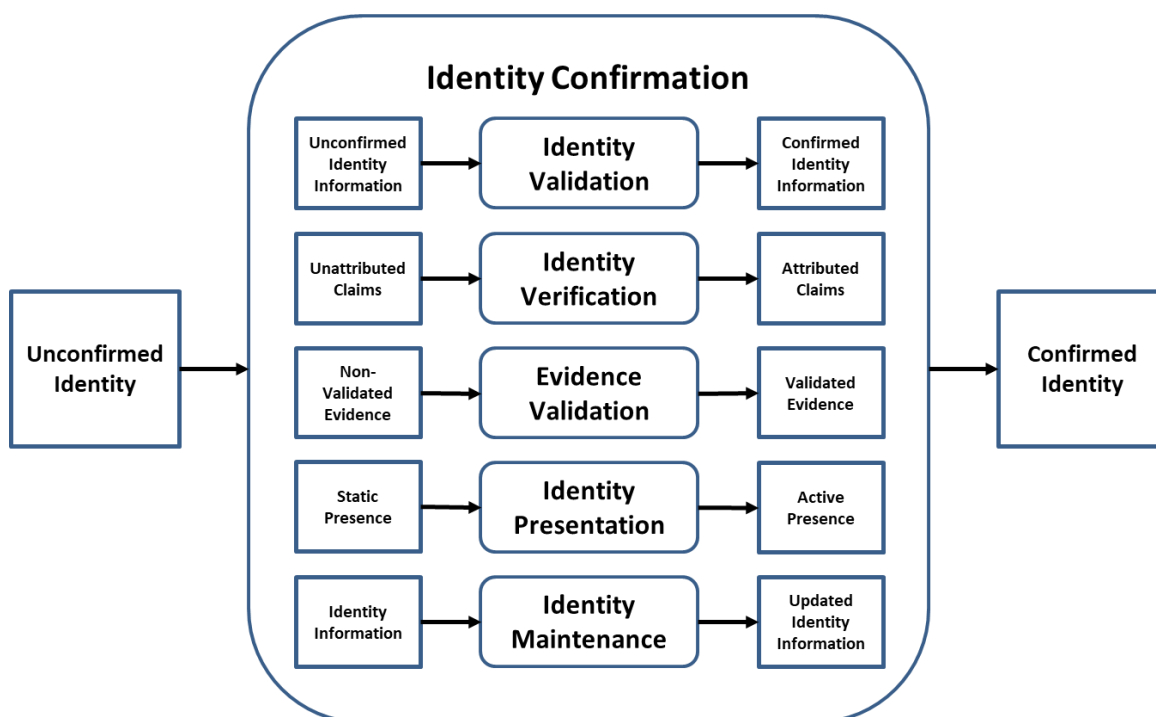 Identity Confirmation
Unconfirmed
Identity
Information
Identity
Validation
Confirmed
Identity
Information
Unattributed
Claims
Identity
Verification
Attributed
Claims
Unconfirmed
Identity
Non-
Validated
Evidence
Evidence
Validation
Validated
Evidence
Confirmed
Identity
Static
Presence
Identity
Presentation
Active
Presence
Identity
Information
Identity
Maintenance
Updated
Identity
Information